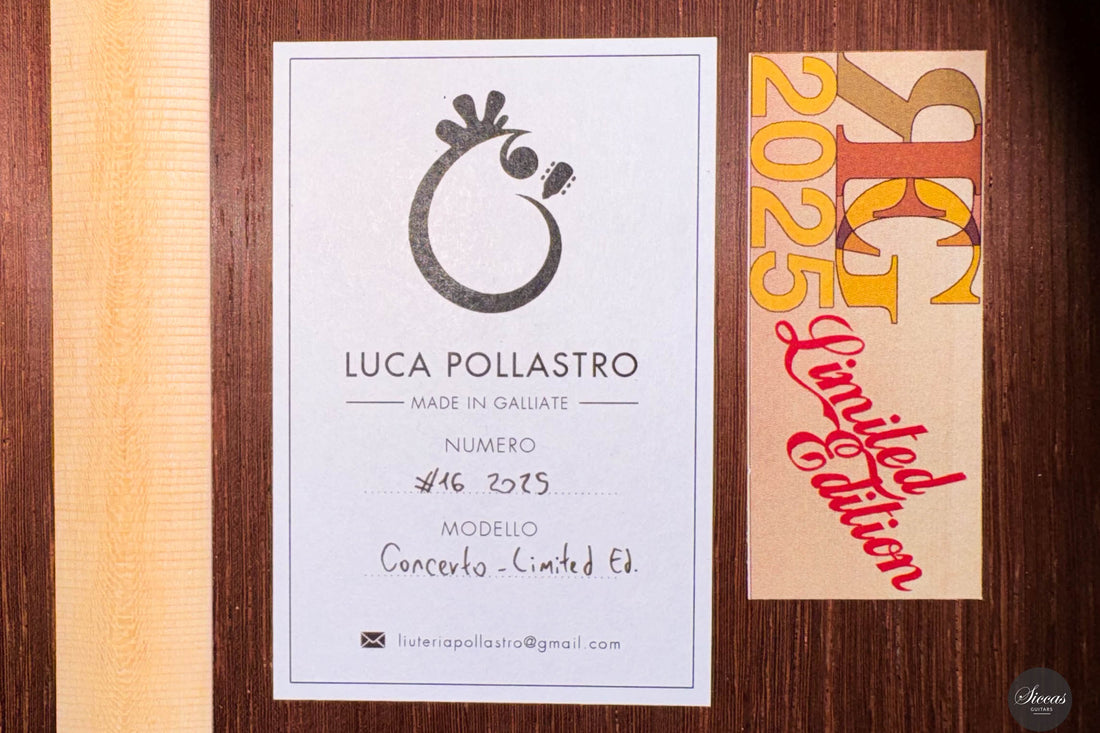 LUCA POLLASTRO
MADE IN GALLIATE
NUMERO
#16 2025
MODELLO
Concerto - Limited Ed.
liuteriapollastro@gmail.com
2025
Limited
Edition
Siccas
GUITARS